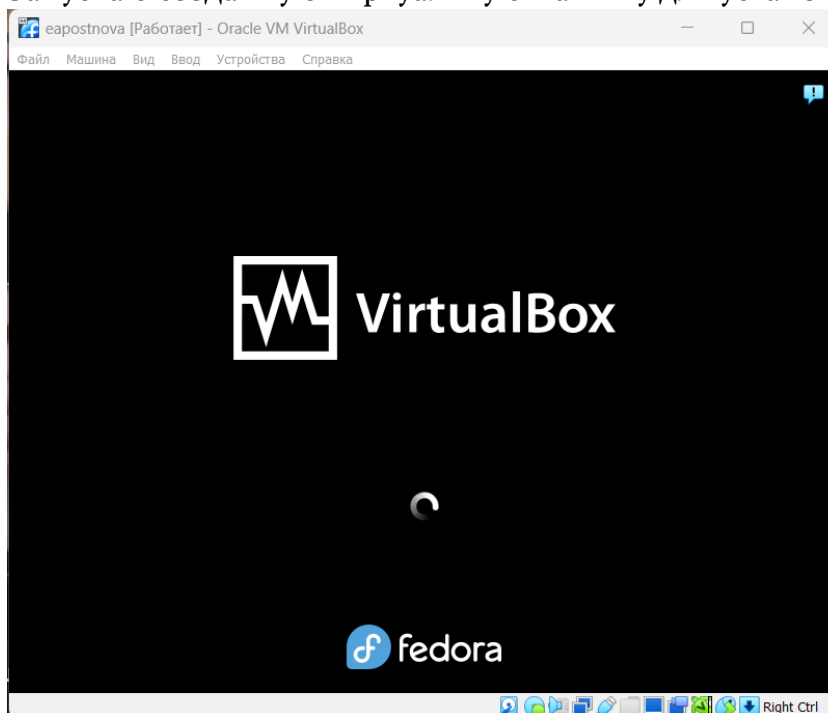 eapostnova [Работает] - Oracle VM VirtualBox
Файл Машина Вид Ввод Устройства Справка
VirtualBox
fedora
Right Ctrl